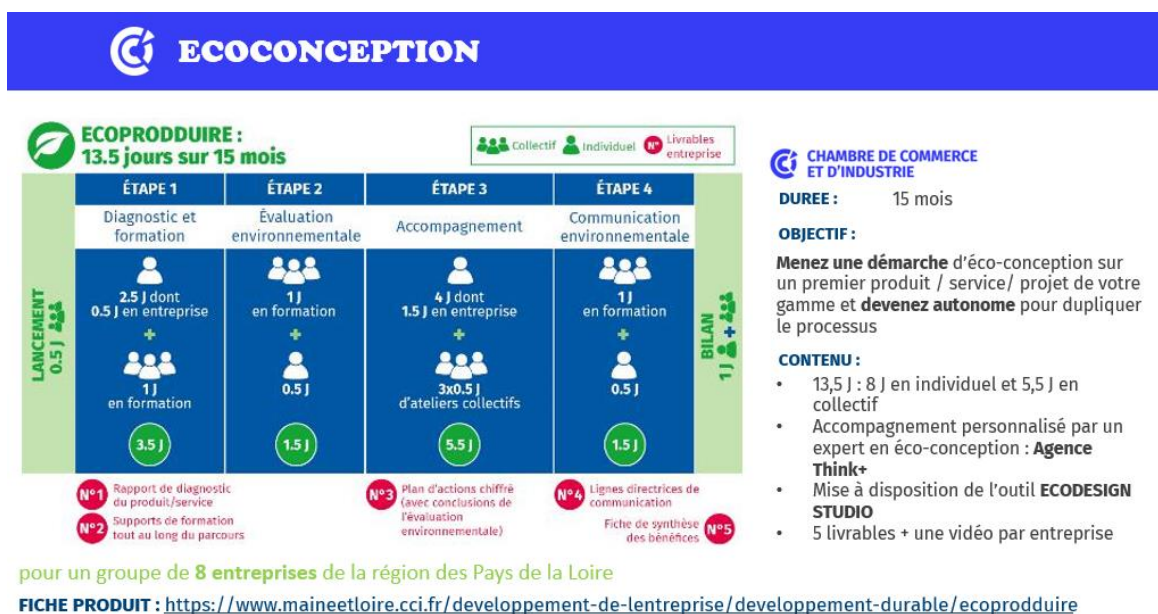 ECOCONCEPTION
ECOPRODDUIRE :
13.5 jours sur 15 mois
Collectif
Individuel
N°
Livrables
entreprise
LANCEMENT
0.5 J
ÉTAPE 1
Diagnostic et
formation
2.5 J dont
0.5 J en entreprise
+
1 J
en formation
3.5 J
ÉTAPE 2
Évaluation
environnementale
1 J
en formation
+
0.5 J
1.5 J
ÉTAPE 3
Accompagnement
4 J dont
1.5 J en entreprise
+
3x0.5 J
d'ateliers collectifs
5.5 J
ÉTAPE 4
Communication
environnementale
1 J
en formation
+
0.5 J
1.5 J
BILAN
1 J +
N°1 Rapport de diagnostic
du produit/service
N°2 Supports de formation
tout au long du parcours
N°3 Plan d'actions chiffré
(avec conclusions de
l'évaluation
environnementale)
N°4 Lignes directrices de
communication
Fiche de synthèse N°5
des bénéfices
pour un groupe de 8 entreprises de la région des Pays de la Loire
CHAMBRE DE COMMERCE
ET D'INDUSTRIE
DUREE : 15 mois
OBJECTIF :
Menez une démarche d'éco-conception sur
un premier produit / service/ projet de votre
gamme et devenez autonome pour dupliquer
le processus
CONTENU :
• 13,5 J : 8 J en individuel et 5,5 J en
collectif
• Accompagnement personnalisé par un
expert en éco-conception : Agence
Think+
• Mise à disposition de l'outil ECODESIGN
STUDIO
• 5 livrables + une vidéo par entreprise
FICHE PRODUIT : https://www.maineetloire.cci.fr/developpement-de-lentreprise/developpement-durable/ecoprodduire